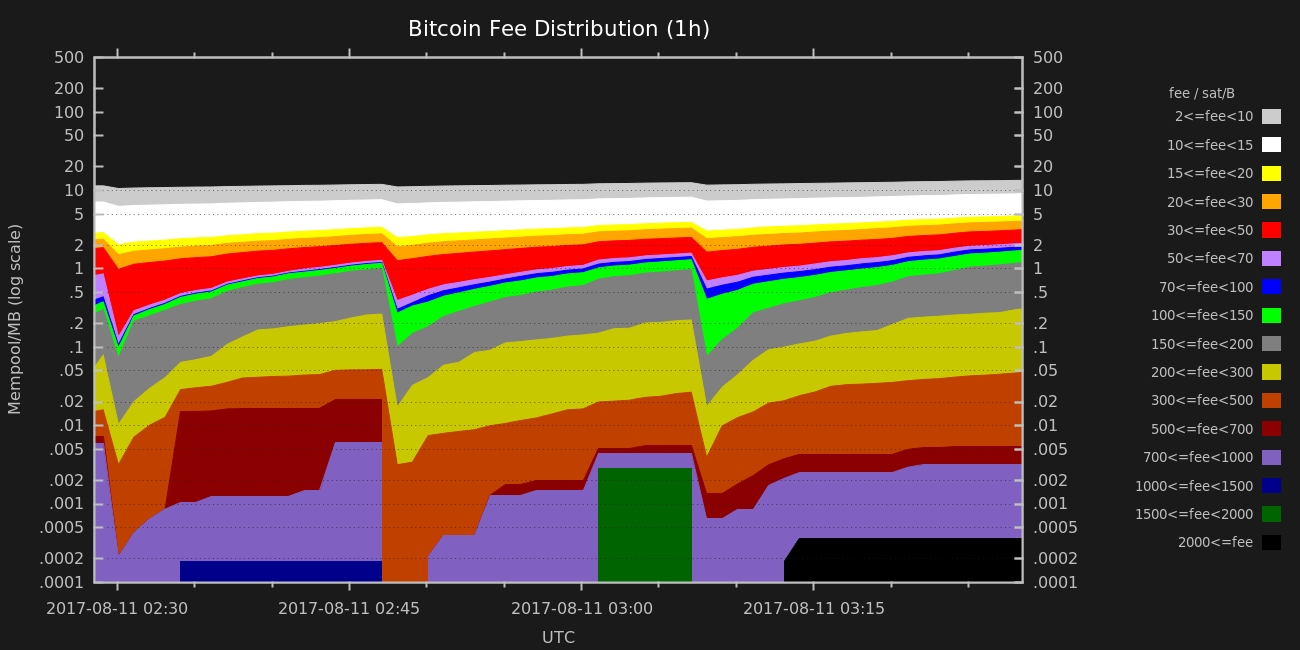 Bitcoin Fee Distribution (1h)
500 500
200 200
100 100
50 50
20 20
10 10
5 5
2 2
1 1
.5 .5
.2 .2
.1 .1
.05 .05
.02 .02
.01 .01
.005 .005
.002 .002
.001 .001
.0005 .0005
.0002 .0002
.0001 .0001
Mempool/MB (log scale)
2017-08-11 02:30 2017-08-11 02:45 2017-08-11 03:00 2017-08-11 03:15
UTC
fee / sat/B
2<=fee<10
10<=fee<15
15<=fee<20
20<=fee<30
30<=fee<50
50<=fee<70
70<=fee<100
100<=fee<150
150<=fee<200
200<=fee<300
300<=fee<500
500<=fee<700
700<=fee<1000
1000<=fee<1500
1500<=fee<2000
2000<=fee